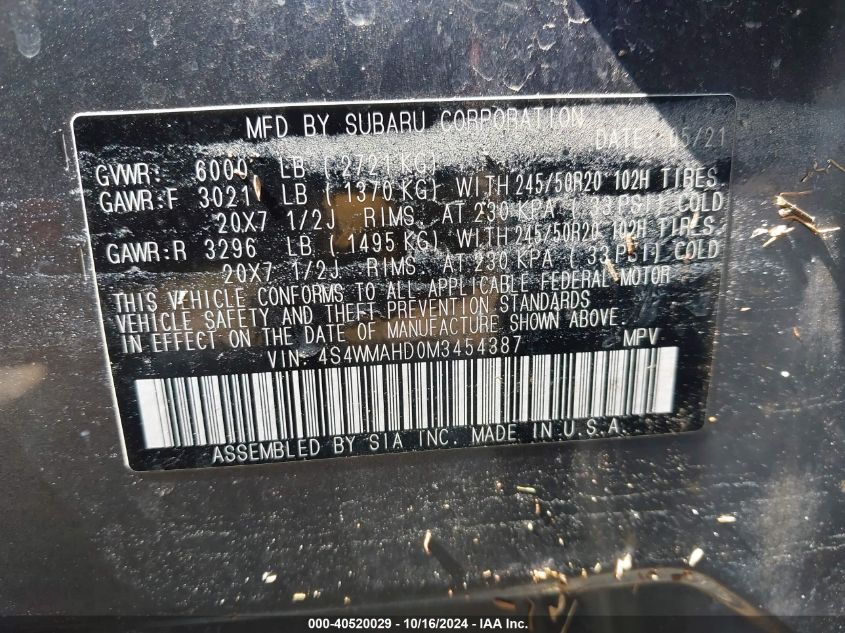 MFD BY SUBARU CORPORATION DATE: 05/21
GVWR: 6000 LB ( 2721 KG)
GAWR:F 3021 LB ( 1370 KG) WITH 245/50R20 102H TIRES
20X7 1/2J RIMS. AT 230 KPA ( 33 PSI) COLD
GAWR:R 3296 LB ( 1495 KG) WITH 245/50R20 102H TIRES
20X7 1/2J RIMS. AT 230 KPA ( 33 PSI) COLD
THIS VEHICLE CONFORMS TO ALL APPLICABLE FEDERAL MOTOR
VEHICLE SAFETY AND THEFT PREVENTION STANDARDS
IN EFFECT ON THE DATE OF MANUFACTURE SHOWN ABOVE.
VIN: 4S4WMAHD0M3454387 MPV
ASSEMBLED BY SIA INC. MADE IN U.S.A.
000-40520029 - 10/16/2024 - IAA Inc.